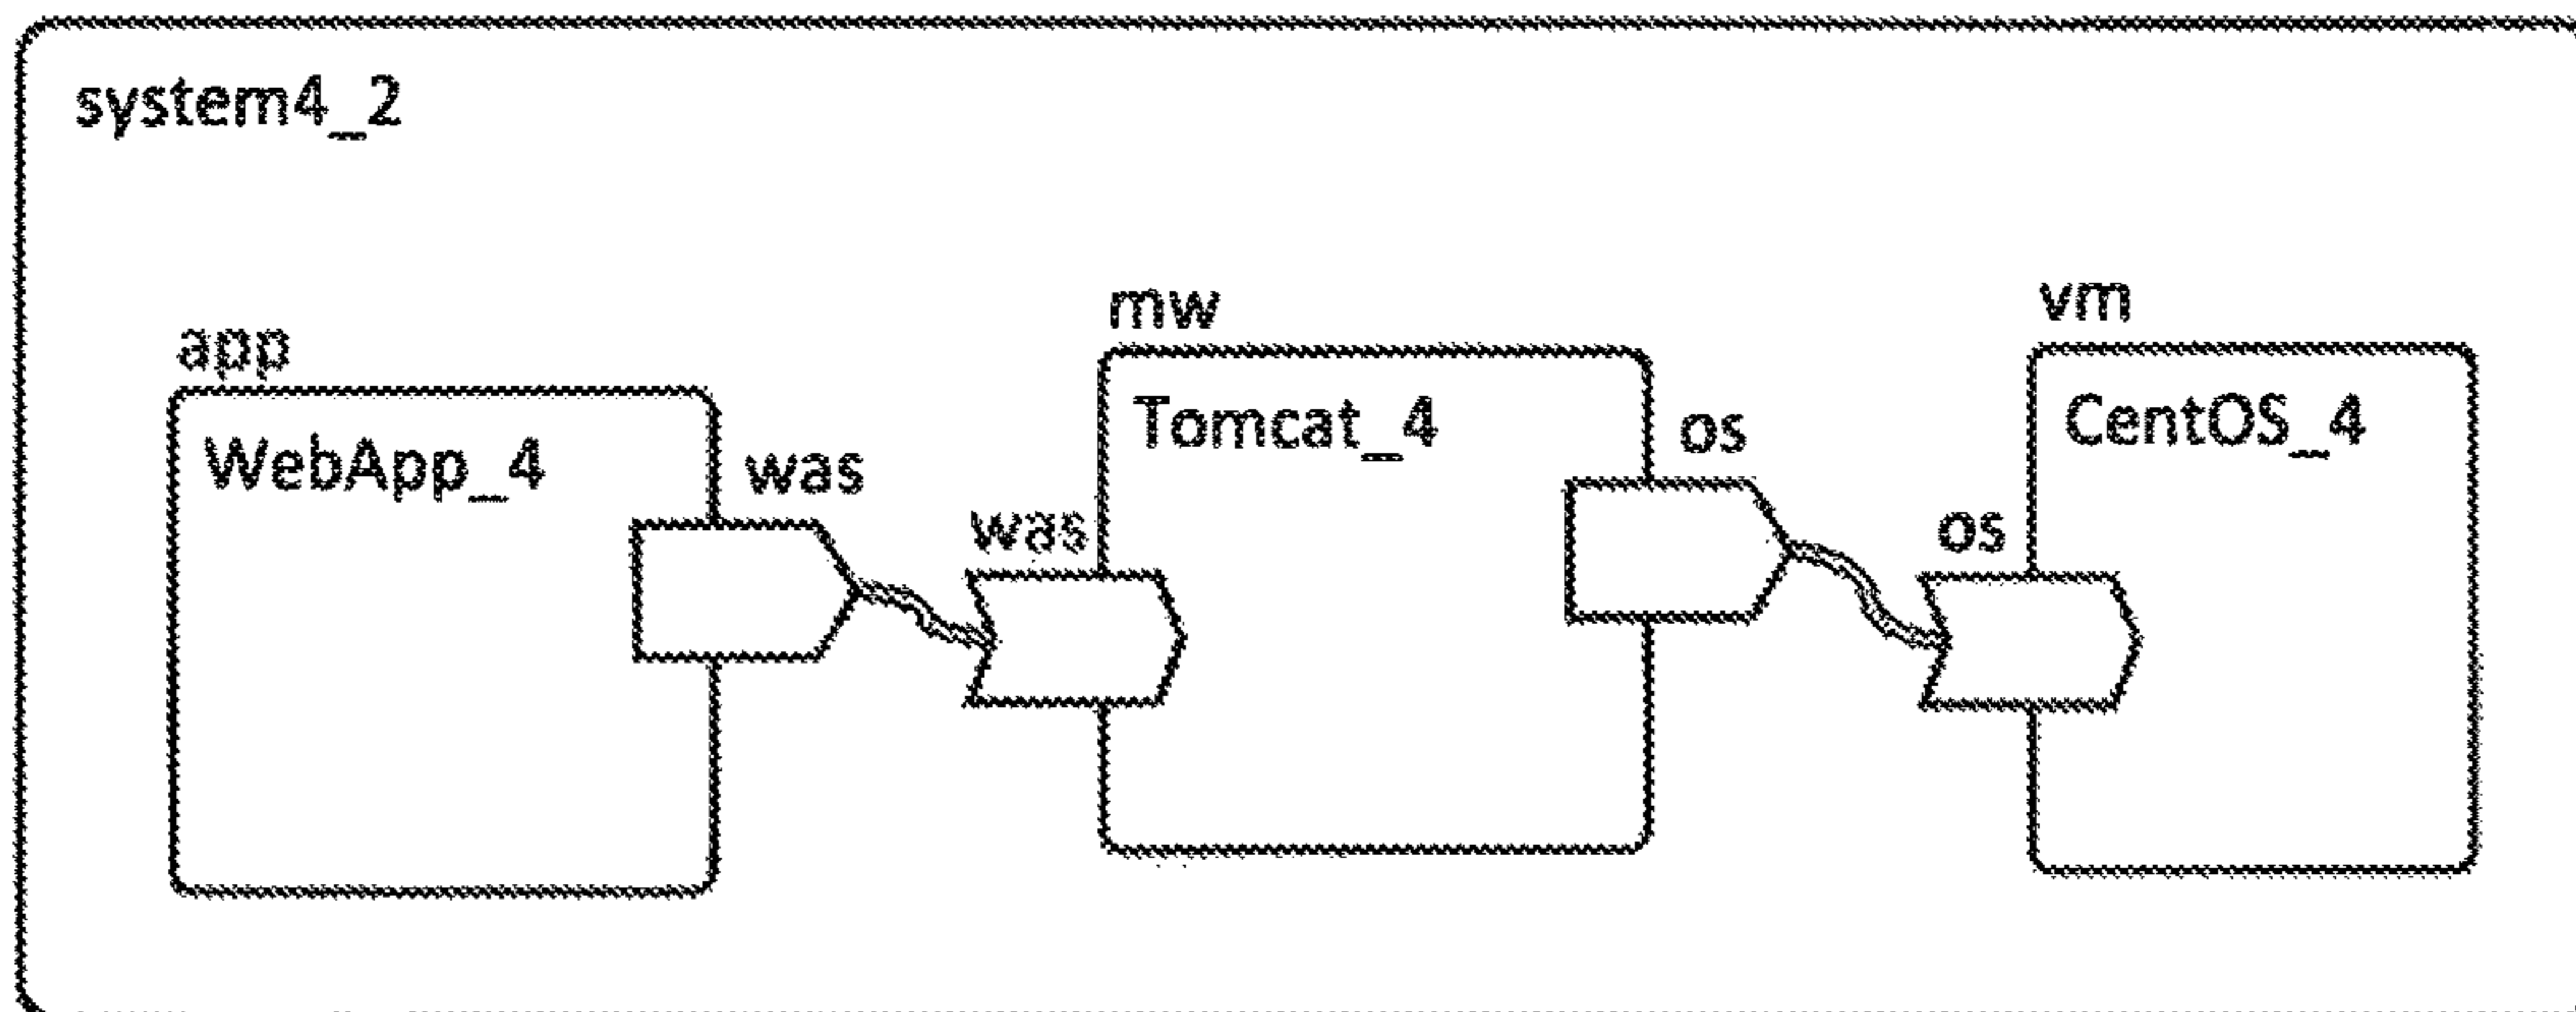 system4_2
app
WebApp_4
was
was
mw
Tomcat_4
os
os
vm
CentOS_4